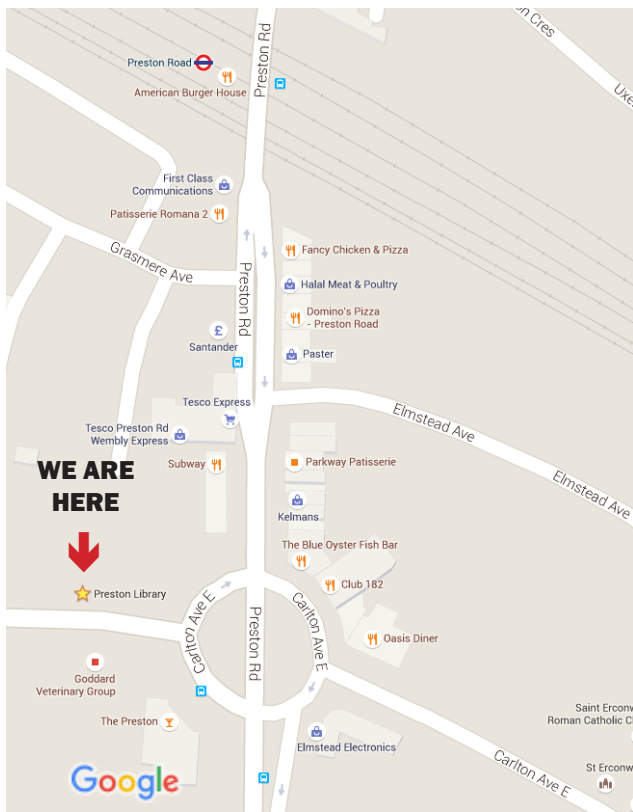 on Cres
Uxe
Preston Rd
Preston Road
American Burger House
First Class
Communications
Patisserie Romana 2
Grasmere Ave
Preston Rd
Fancy Chicken & Pizza
Halal Meat & Poultry
Domino's Pizza
- Preston Road
£
Santander
Paster
Tesco Express
Elmstead Ave
Tesco Preston Rd
Wembly Express
WE ARE
HERE
Subway
Parkway Patisserie
Elmstead Ave
Kelmans
The Blue Oyster Fish Bar
Club 182
Preston Library
Carlton Ave E
Preston Rd
Carlton Ave E
Oasis Diner
Goddard
Veterinary Group
The Preston
Elmstead Electronics
Saint Erconw
Roman Catholic C
Carlton Ave E
St Erconw
Google